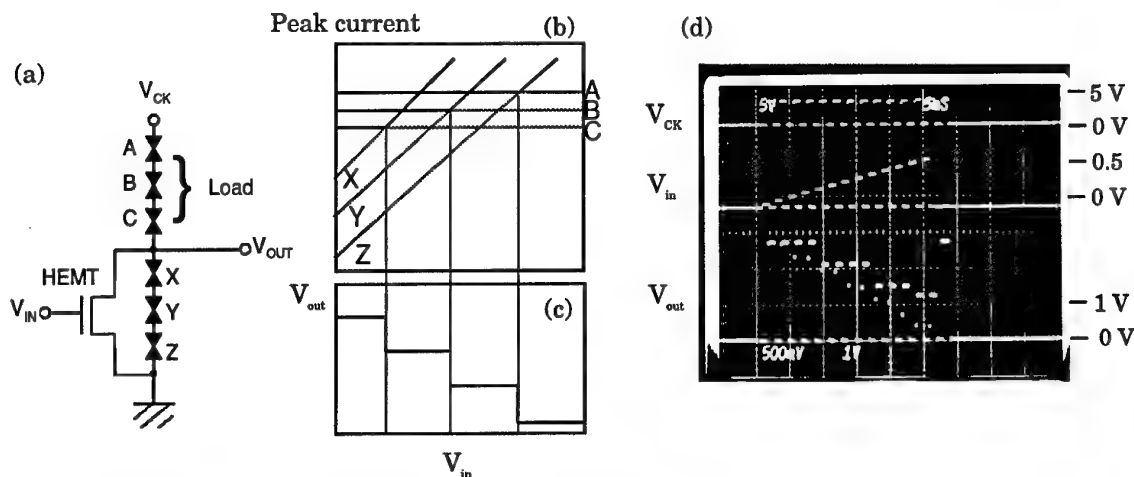 Peak current
(a)
V_CK
A
B
C
Load
V_OUT
HEMT
V_IN
X
Y
Z
(b)
A
B
C
X
Y
Z
V_out
(c)
V_in
(d)
V_CK
V_in
V_out
5V
5mS
500mV 1V
5 V
0 V
0.5
0 V
1 V
0 V